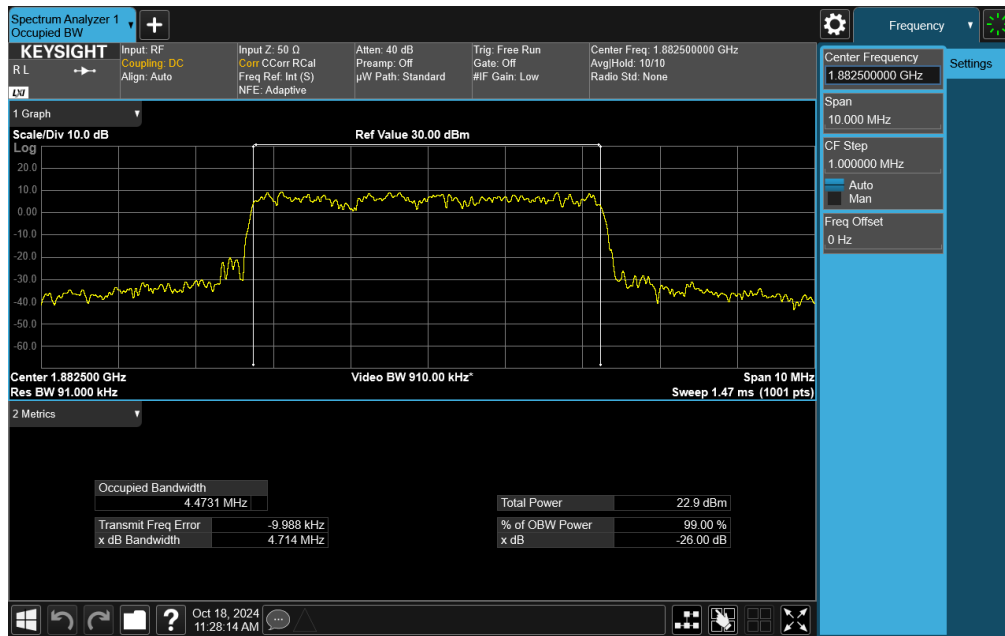 Spectrum Analyzer 1
Occupied BW
Frequency
KEYSIGHT
R L
LXI
Input: RF
Coupling: DC
Align: Auto
Input Z: 50 Ω
Corr CCorr RCal
Freq Ref: Int (S)
NFE: Adaptive
Atten: 40 dB
Preamp: Off
µW Path: Standard
Trig: Free Run
Gate: Off
#IF Gain: Low
Center Freq: 1.882500000 GHz
Avg|Hold: 10/10
Radio Std: None
Center Frequency
1.882500000 GHz
Settings
Span
10.000 MHz
CF Step
1.000000 MHz
Auto
Man
Freq Offset
0 Hz
1 Graph
Scale/Div 10.0 dB
Ref Value 30.00 dBm
Log
20.0
10.0
0.00
-10.0
-20.0
-30.0
-40.0
-50.0
-60.0
Center 1.882500 GHz
Video BW 910.00 kHz*
Span 10 MHz
Res BW 91.000 kHz
Sweep 1.47 ms (1001 pts)
2 Metrics
Occupied Bandwidth
4.4731 MHz
Total Power 22.9 dBm
Transmit Freq Error -9.988 kHz
% of OBW Power 99.00 %
x dB Bandwidth 4.714 MHz
x dB -26.00 dB
?
Oct 18, 2024
11:28:14 AM